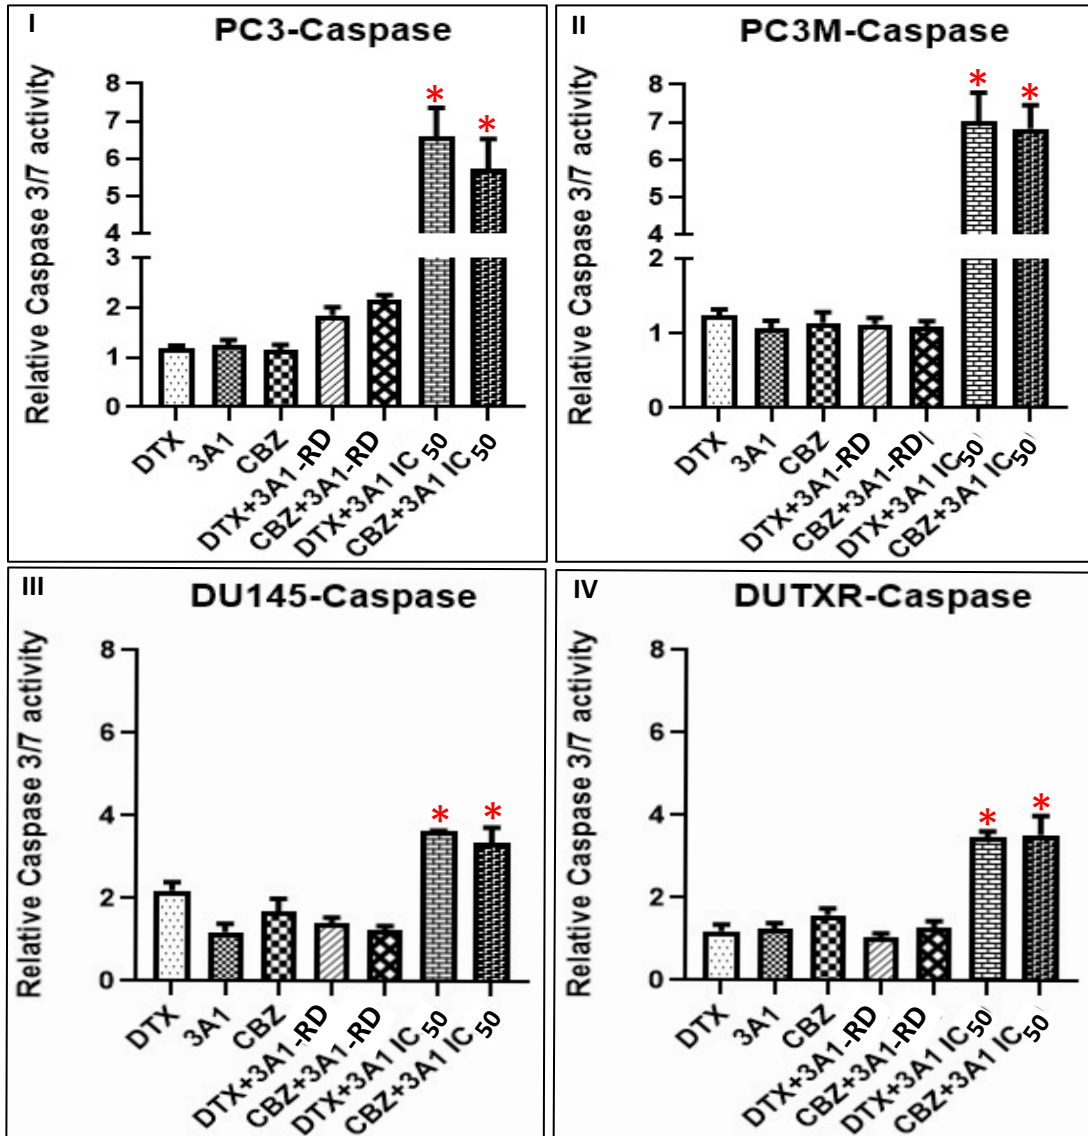 I
PC3-Caspase
Relative Caspase 3/7 activity
8
7
6
5
4
3
2
1
0
*
*
DTX
3A1
CBZ
DTX+3A1-RD
CBZ+3A1-RD
DTX+3A1 IC50
CBZ+3A1 IC50
II
PC3M-Caspase
Relative Caspase 3/7 activity
8
7
6
5
4
2
1
0
*
*
DTX
3A1
CBZ
DTX+3A1-RD
CBZ+3A1-RD
DTX+3A1 IC50
CBZ+3A1 IC50
III
DU145-Caspase
Relative Caspase 3/7 activity
8
6
4
2
0
*
*
DTX
3A1
CBZ
DTX+3A1-RD
CBZ+3A1-RD
DTX+3A1 IC50
CBZ+3A1 IC50
IV
DUTXR-Caspase
Relative Caspase 3/7 activity
8
6
4
2
0
*
*
DTX
3A1
CBZ
DTX+3A1-RD
CBZ+3A1-RD
DTX+3A1 IC50
CBZ+3A1 IC50